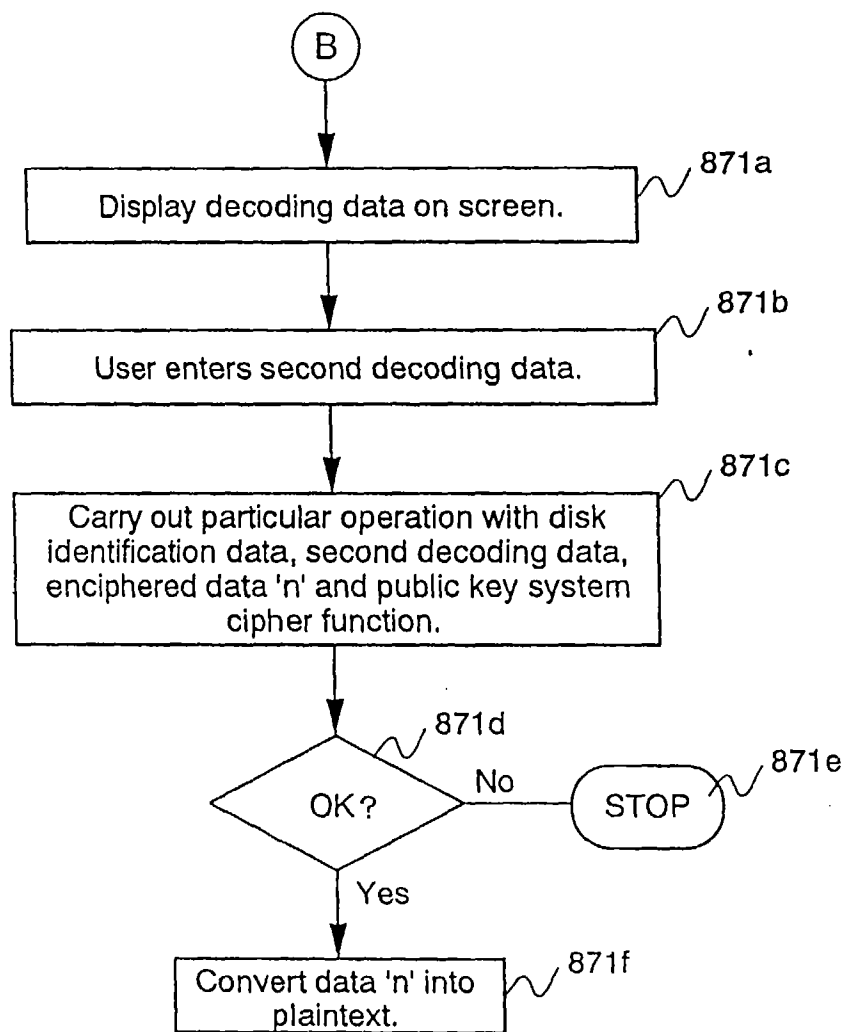 B
871a
Display decoding data on screen.
871b
User enters second decoding data.
871c
Carry out particular operation with disk
identification data, second decoding data,
enciphered data 'n' and public key system
cipher function.
871d
OK?
No
871e
STOP
Yes
871f
Convert data 'n' into
plaintext.